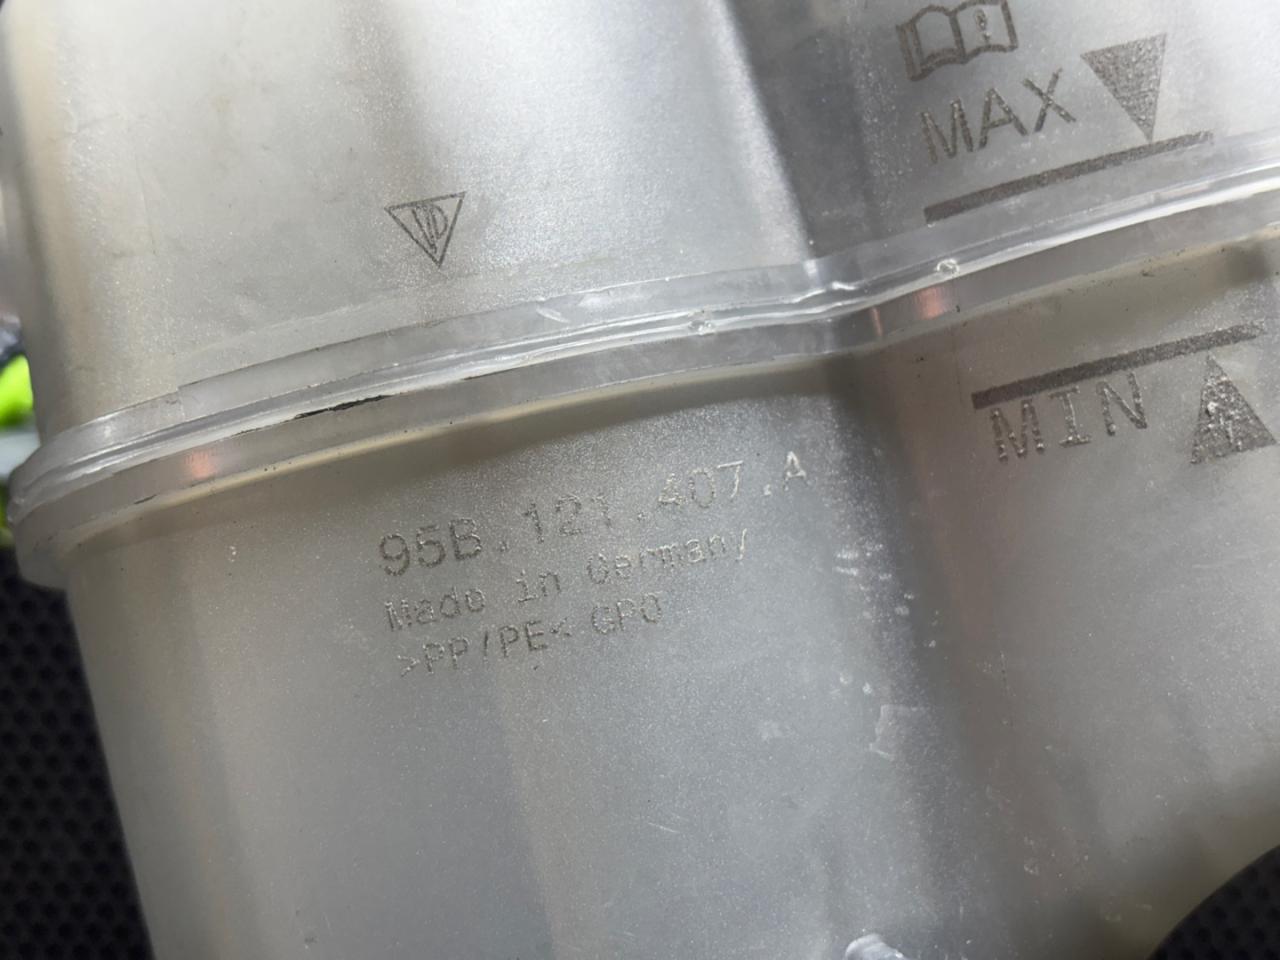 MAX
MIN
95B.121.407.A
Made in Germany
>PP/PE< GPO